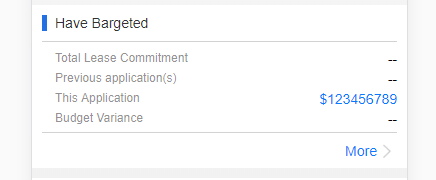 Have Bargeted
Total Lease Commitment --
Previous application(s) --
This Application $123456789
Budget Variance --
More